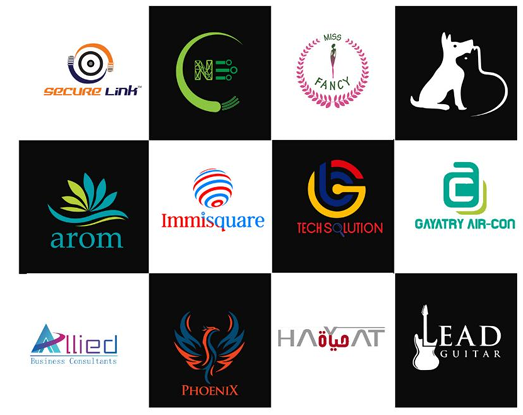 SECURE LINK™
NE
MISS
FANCY
arom
Immisquare
TECH SOLUTION
GAYATRY AIR-CON
Allied
Business Consultants
PHOENIX
HAYAT
حياة
LEAD
GUITAR